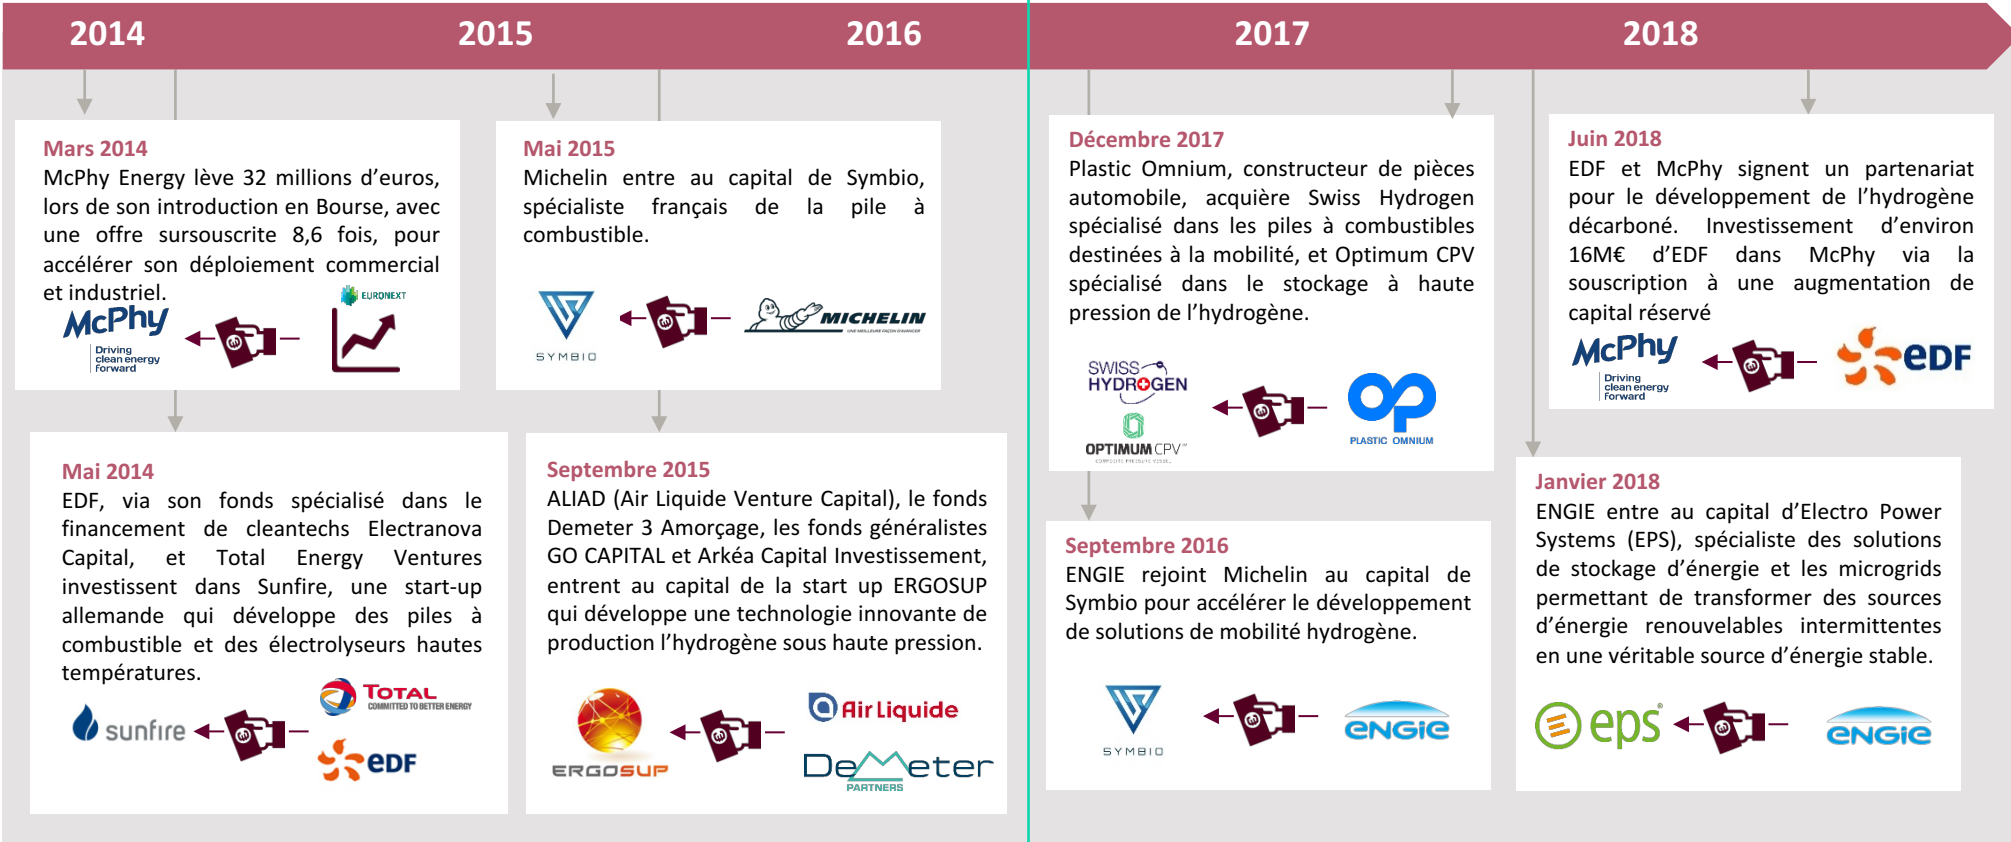 2014
2015
2016
2017
2018
Mars 2014
McPhy Energy lève 32 millions d’euros,
lors de son introduction en Bourse, avec
une offre sursouscrite 8,6 fois, pour
accélérer son déploiement commercial
et industriel.
EURONEXT
McPhy
Driving
clean energy
forward
Mai 2014
EDF, via son fonds spécialisé dans le
financement de cleantechs Electranova
Capital, et Total Energy Ventures
investissent dans Sunfire, une start-up
allemande qui développe des piles à
combustible et des électrolyseurs hautes
températures.
sunfire
TOTAL
COMMITTED TO BETTER ENERGY
eDF
Mai 2015
Michelin entre au capital de Symbio,
spécialiste français de la pile à
combustible.
SYMBIO
MICHELIN
UNE MEILLEURE FAÇON D'AVANCER
Septembre 2015
ALIAD (Air Liquide Venture Capital), le fonds
Demeter 3 Amorçage, les fonds généralistes
GO CAPITAL et Arkéa Capital Investissement,
entrent au capital de la start up ERGOSUP
qui développe une technologie innovante de
production l’hydrogène sous haute pression.
ERGOSUP
Air Liquide
DeMeter
PARTNERS
Décembre 2017
Plastic Omnium, constructeur de pièces
automobile, acquière Swiss Hydrogen
spécialisé dans les piles à combustibles
destinées à la mobilité, et Optimum CPV
spécialisé dans le stockage à haute
pression de l’hydrogène.
SWISS
HYDROGEN
OPTIMUM CPV™
COMPOSITE PRESSURE VESSEL
PLASTIC OMNIUM
Septembre 2016
ENGIE rejoint Michelin au capital de
Symbio pour accélérer le développement
de solutions de mobilité hydrogène.
SYMBIO
ENGIE
Juin 2018
EDF et McPhy signent un partenariat
pour le développement de l’hydrogène
décarboné. Investissement d’environ
16M€ d’EDF dans McPhy via la
souscription à une augmentation de
capital réservé
McPhy
Driving
clean energy
forward
eDF
Janvier 2018
ENGIE entre au capital d’Electro Power
Systems (EPS), spécialiste des solutions
de stockage d’énergie et les microgrids
permettant de transformer des sources
d’énergie renouvelables intermittentes
en une véritable source d’énergie stable.
eps®
ENGIE